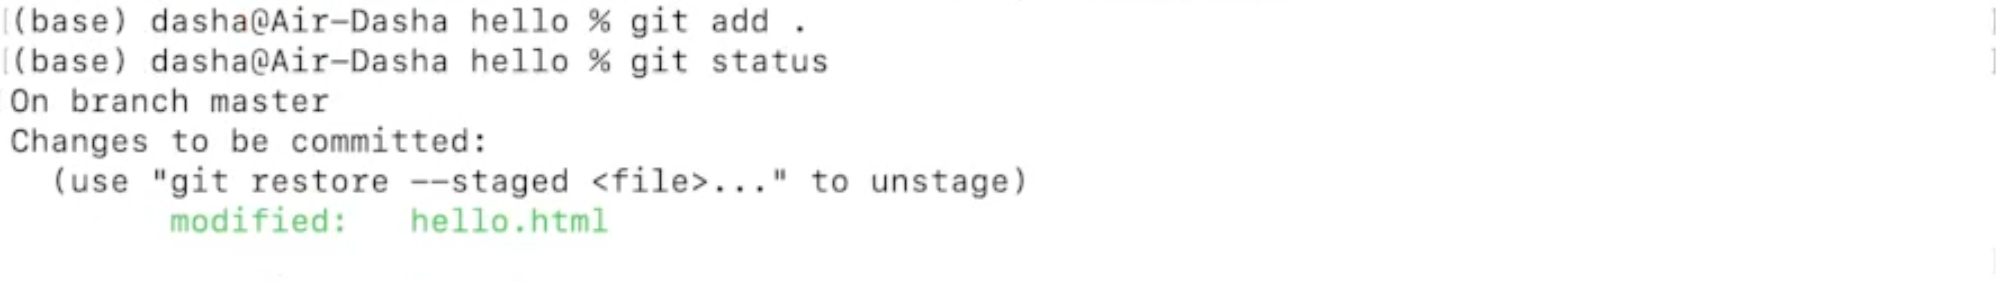 (base) dasha@Air-Dasha hello % git add .
(base) dasha@Air-Dasha hello % git status
On branch master
Changes to be committed:
  (use "git restore --staged <file>..." to unstage)
        modified:   hello.html